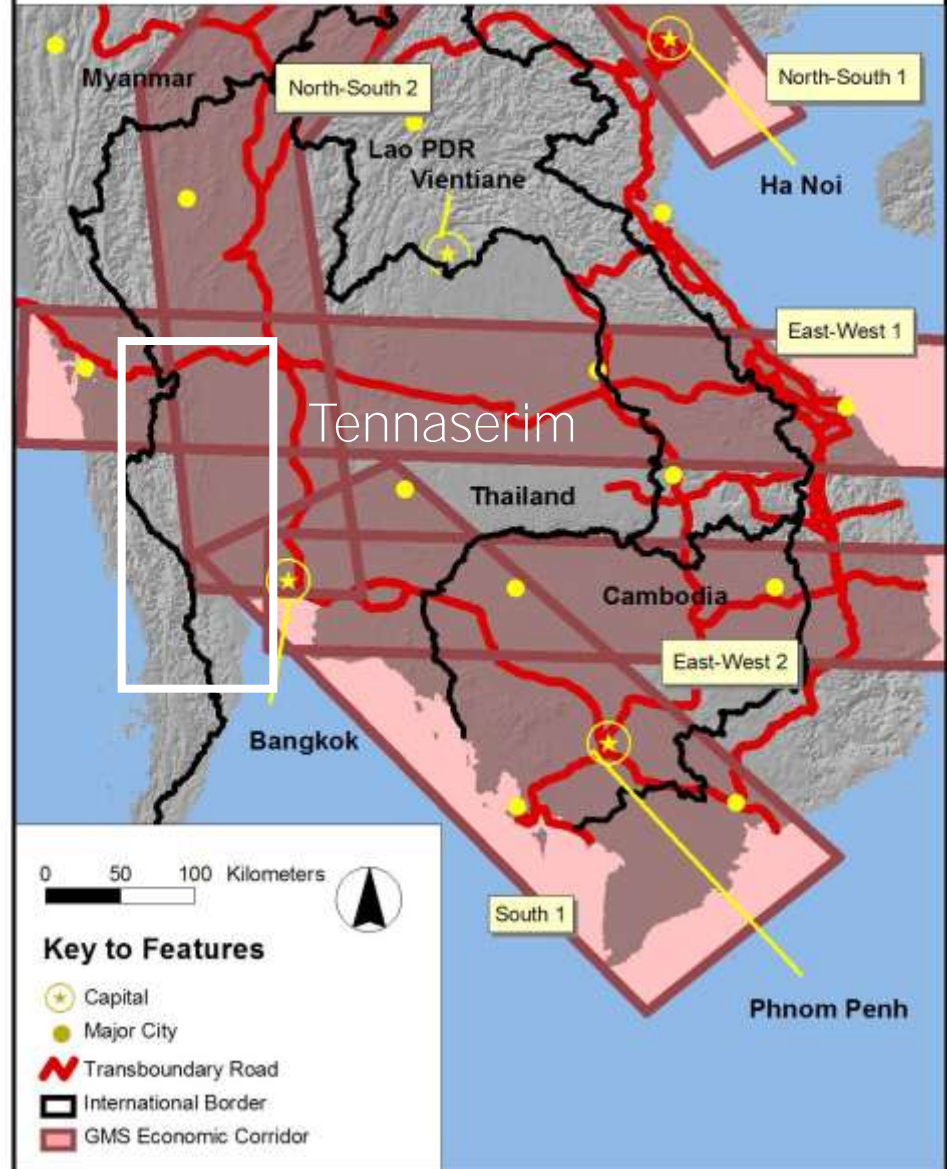 Myanmar
North-South 2
North-South 1
Lao PDR
Vientiane
Ha Noi
East-West 1
Tennaserim
Thailand
Cambodia
East-West 2
Bangkok
South 1
Phnom Penh
0 50 100 Kilometers
Key to Features
Capital
Major City
Transboundary Road
International Border
GMS Economic Corridor